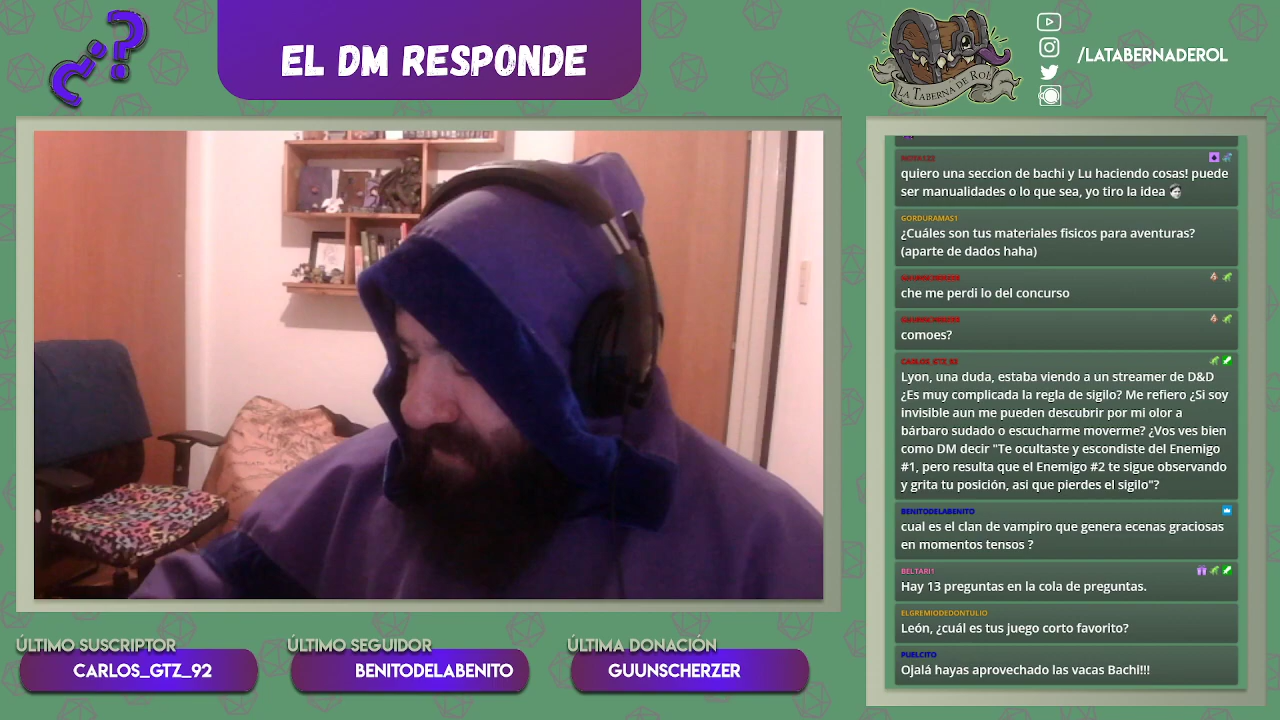 EL DM RESPONDE
LA TABERNA DE ROL
/LATABERNADEROL
quiero una seccion de bachi y Lu haciendo cosas! puede
ser manualidades o lo que sea, yo tiro la idea
GORDURAMAS1
¿Cuáles son tus materiales fisicos para aventuras?
(aparte de dados haha)
che me perdi lo del concurso
comoes?
CARLOS_GTZ_92
Lyon, una duda, estaba viendo a un streamer de D&D
¿Es muy complicada la regla de sigilo? Me refiero ¿Si soy
invisible aun me pueden descubrir por mi olor a
bárbaro sudado o escucharme moverme? ¿Vos ves bien
como DM decir "Te ocultaste y escondiste del Enemigo
#1, pero resulta que el Enemigo #2 te sigue observando
y grita tu posición, asi que pierdes el sigilo"?
BENITODELABENITO
cual es el clan de vampiro que genera ecenas graciosas
en momentos tensos ?
BELTARI1
Hay 13 preguntas en la cola de preguntas.
ELGREMIODEDONTULIO
León, ¿cuál es tus juego corto favorito?
PUELCITO
Ojalá hayas aprovechado las vacas Bachi!!!
ÚLTIMO SUSCRIPTOR
CARLOS_GTZ_92
ÚLTIMO SEGUIDOR
BENITODELABENITO
ÚLTIMA DONACIÓN
GUUNSCHERZER